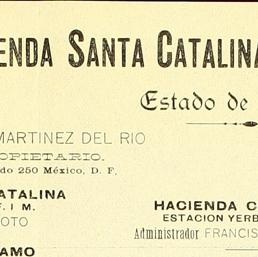 ENDA SANTA CATALINA
Estado de
MARTINEZ DEL RIO
OPIETARIO.
do 250 México, D. F.
ATALINA
F. I M.
OTO
AMO
HACIENDA C
ESTACION YERB
Administrador FRANCIS